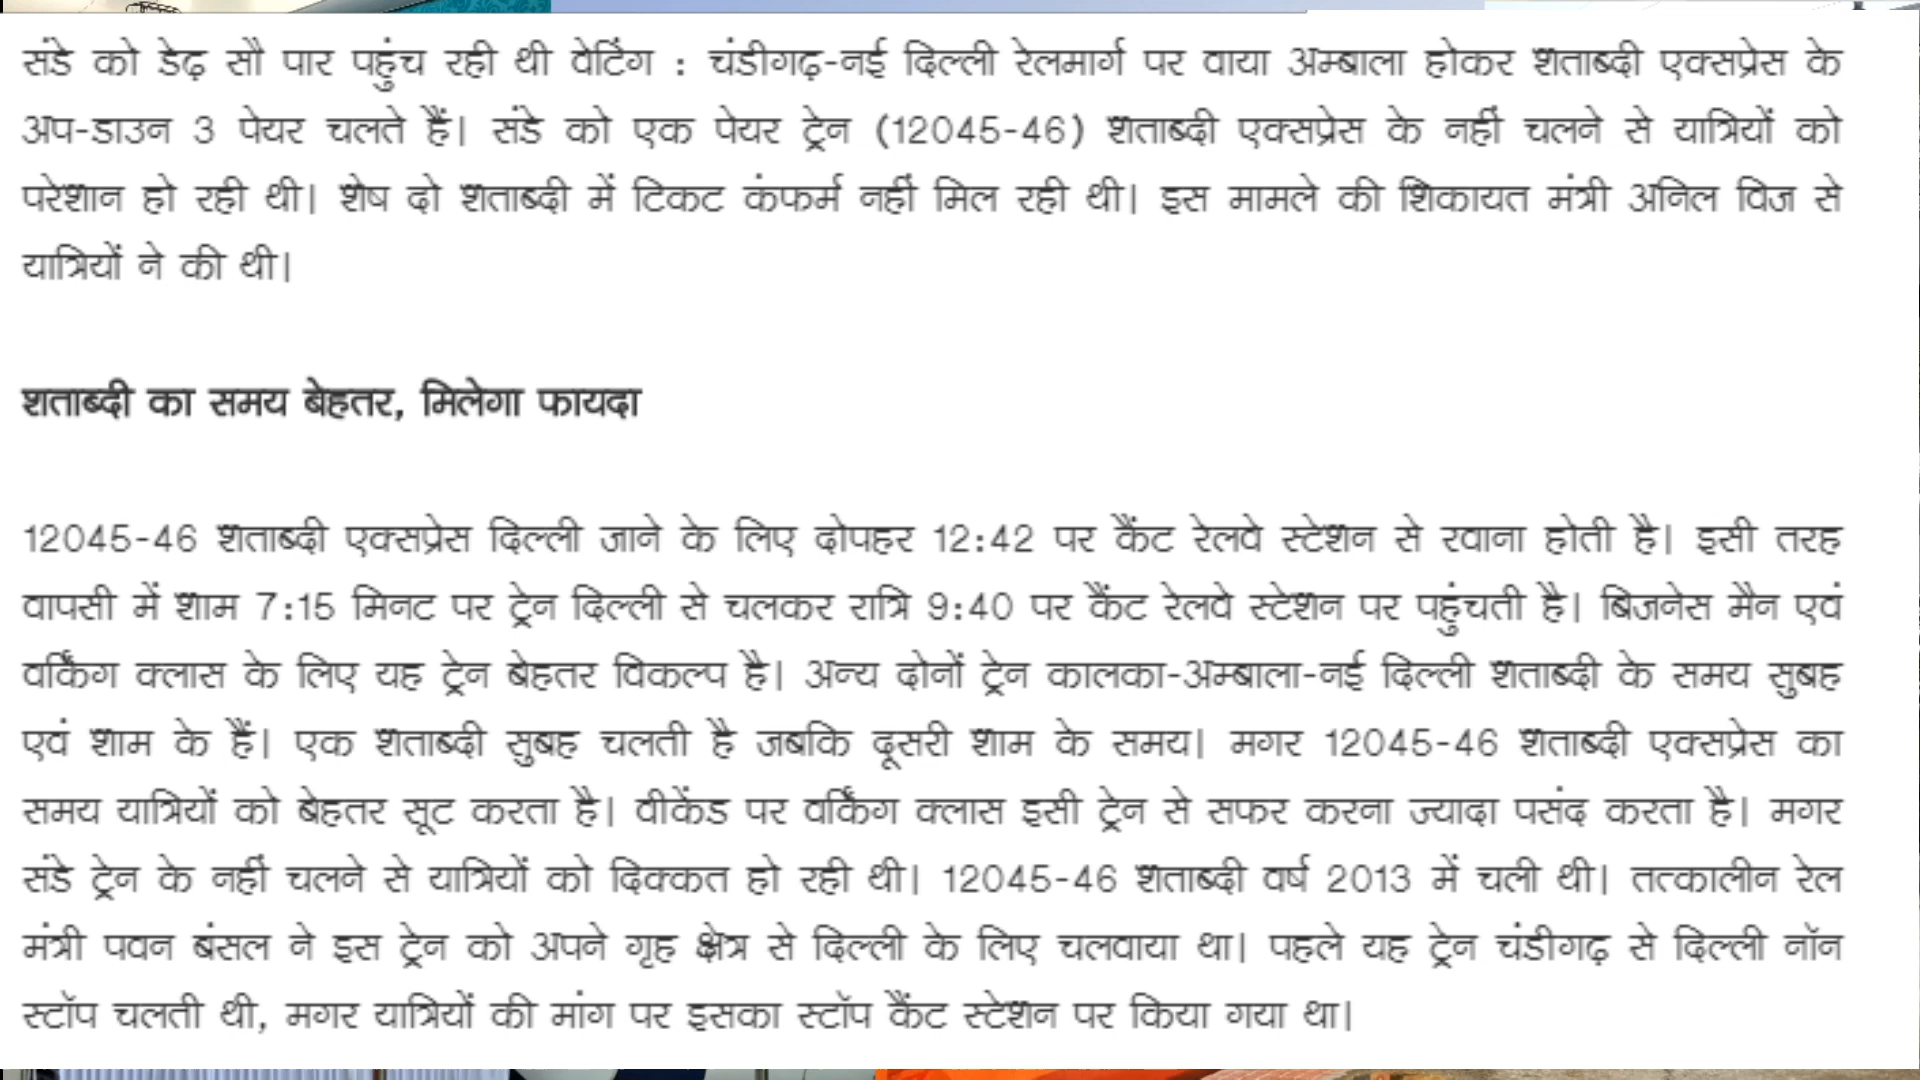 संडे को डेढ़ सौ पार पहुंच रही थी वेटिंग : चंडीगढ़-नई दिल्ली रेलमार्ग पर वाया अम्बाला होकर शताब्दी एक्सप्रेस के
अप-डाउन 3 पेयर चलते हैं। संडे को एक पेयर ट्रेन (12045-46) शताब्दी एक्सप्रेस के नहीं चलने से यात्रियों को
परेशान हो रही थी। शेष दो शताब्दी में टिकट कंफर्म नहीं मिल रही थी। इस मामले की शिकायत मंत्री अनिल विज से
यात्रियों ने की थी।
शताब्दी का समय बेहतर, मिलेगा फायदा
12045-46 शताब्दी एक्सप्रेस दिल्ली जाने के लिए दोपहर 12:42 पर कैंट रेलवे स्टेशन से रवाना होती है। इसी तरह
वापसी में शाम 7:15 मिनट पर ट्रेन दिल्ली से चलकर रात्रि 9:40 पर कैंट रेलवे स्टेशन पर पहुंचती है। बिजनेस मैन एवं
वर्किंग क्लास के लिए यह ट्रेन बेहतर विकल्प है। अन्य दोनों ट्रेन कालका-अम्बाला-नई दिल्ली शताब्दी के समय सुबह
एवं शाम के हैं। एक शताब्दी सुबह चलती है जबकि दूसरी शाम के समय। मगर 12045-46 शताब्दी एक्सप्रेस का
समय यात्रियों को बेहतर सूट करता है। वीकेंड पर वर्किंग क्लास इसी ट्रेन से सफर करना ज्यादा पसंद करता है। मगर
संडे ट्रेन के नहीं चलने से यात्रियों को दिक्कत हो रही थी। 12045-46 शताब्दी वर्ष 2013 में चली थी। तत्कालीन रेल
मंत्री पवन बंसल ने इस ट्रेन को अपने गृह क्षेत्र से दिल्ली के लिए चलवाया था। पहले यह ट्रेन चंडीगढ़ से दिल्ली नॉन
स्टॉप चलती थी, मगर यात्रियों की मांग पर इसका स्टॉप कैंट स्टेशन पर किया गया था।